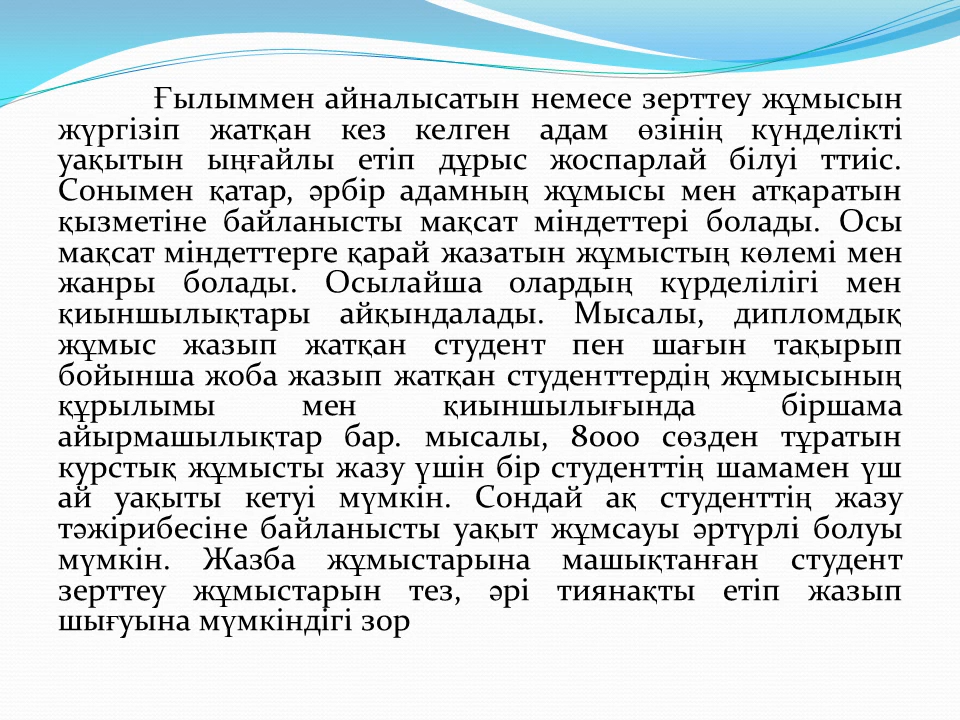 Ғылыммен айналысатын немесе зерттеу жұмысын
жүргізіп жатқан кез келген адам өзінің күнделікті
уақытын ыңғайлы етіп дұрыс жоспарлай білуі ттиіс.
Сонымен қатар, әрбір адамның жұмысы мен атқаратын
қызметіне байланысты мақсат міндеттері болады. Осы
мақсат міндеттерге қарай жазатын жұмыстың көлемі мен
жанры болады. Осылайша олардың күрделілігі мен
қиыншылықтары айқындалады. Мысалы, дипломдық
жұмыс жазып жатқан студент пен шағын тақырып
бойынша жоба жазып жатқан студенттердің жұмысының
құрылымы мен қиыншылығында біршама
айырмашылықтар бар. мысалы, 8000 сөзден тұратын
курстық жұмысты жазу үшін бір студенттің шамамен үш
ай уақыты кетуі мүмкін. Сондай ақ студенттің жазу
тәжірибесіне байланысты уақыт жұмсауы әртүрлі болуы
мүмкін. Жазба жұмыстарына машықтанған студент
зерттеу жұмыстарын тез, әрі тиянақты етіп жазып
шығуына мүмкіндігі зор